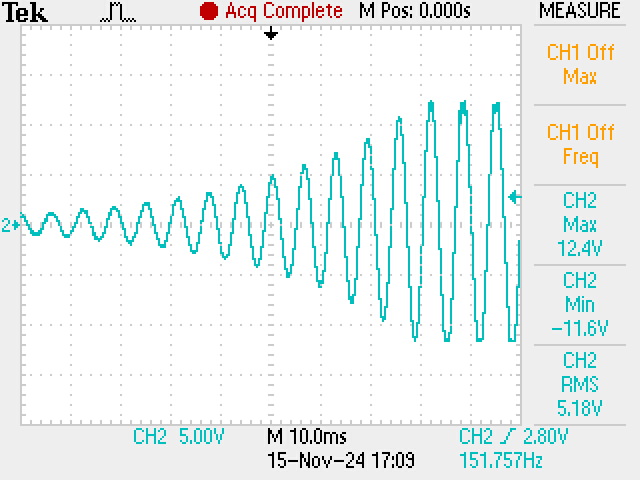 Tek Acq Complete M Pos: 0.000s MEASURE
CH1 Off
Max
CH1 Off
Freq
2
CH2
Max
12.4V
CH2
Min
-11.6V
CH2
RMS
5.18V
CH2 5.00V M 10.0ms CH2 2.80V
15-Nov-24 17:09 151.757Hz